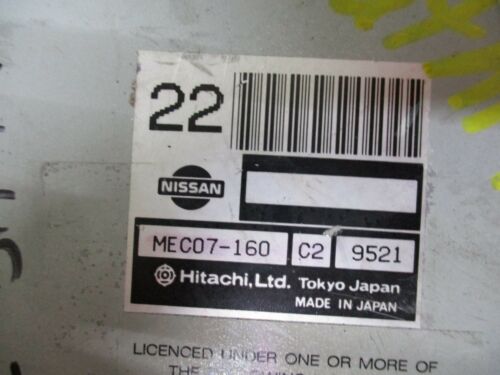 22
NISSAN
MEC07-160 C2 9521
Hitachi, Ltd. Tokyo Japan
MADE IN JAPAN
LICENCED UNDER ONE OR MORE OF
THE